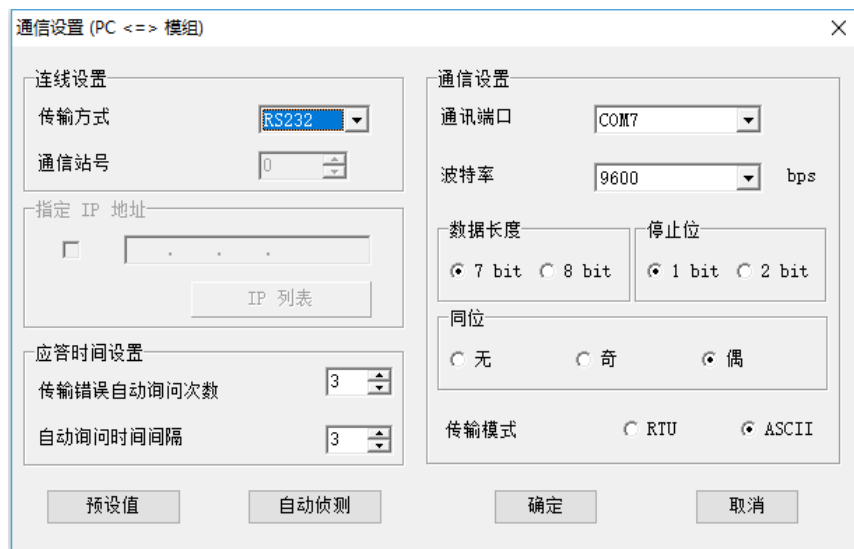 通信设置 (PC <=> 模组)
连线设置
传输方式 RS232
通信站号 0
指定 IP 地址
. . .
IP 列表
应答时间设置
传输错误自动询问次数 3
自动询问时间间隔 3
通信设置
通讯端口 COM7
波特率 9600 bps
数据长度
7 bit 8 bit
停止位
1 bit 2 bit
同位
无 奇 偶
传输模式 RTU ASCII
预设值 自动侦测 确定 取消